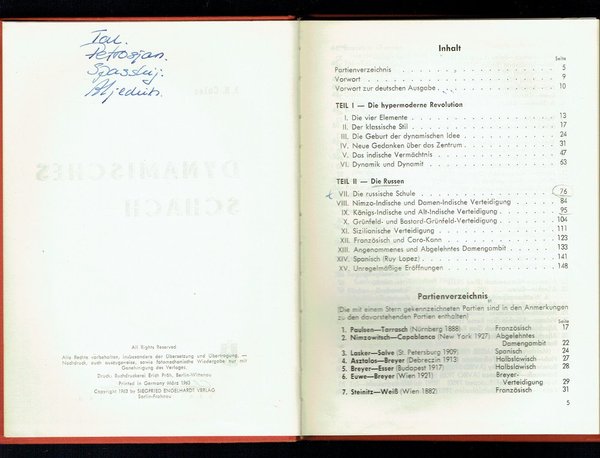 Tal.
Petrosjan.
Spasskij.
All Rights Reserved
Alle Rechte vorbehalten, insbesondere der Übersetzung und Übertragung, —
Nachdruck, auch auszugsweise, sowie fotomechanische Wiedergabe nur mit
Genehmigung des Verlages.
Druck: Buchdruckerei Erich Pröh, Berlin-Wittenau
Printed in Germany März 1963
Copyright 1963 by SIEGFRIED ENGELHARDT VERLAG
Berlin-Frohnau
Inhalt
Seite
Partienverzeichnis 5
Vorwort 9
Vorwort zur deutschen Ausgabe 10
TEIL I — Die hypermoderne Revolution
I. Die vier Elemente 13
II. Der klassische Stil 17
III. Die Geburt der dynamischen Idee 24
IV. Neue Gedanken über das Zentrum 31
V. Das indische Vermächtnis 47
VI. Dynamik und Dynamit 63
TEIL II — Die Russen
VII. Die russische Schule 76
VIII. Nimzo-Indische und Damen-Indische Verteidigung 84
IX. Königs-Indische und Alt-Indische Verteidigung 95
X. Grünfeld- und Bastard-Grünfeld-Verteidigung 104
XI. Sizilianische Verteidigung 111
XII. Französisch und Caro-Kann 123
XIII. Angenommenes und Abgelehntes Damengambit 133
XIV. Spanisch (Ruy Lopez) 141
XV. Unregelmäßige Eröffnungen 148
Partienverzeichnis
(Die mit einem Stern gekennzeichneten Partien sind in den Anmerkungen
zu den davorstehenden Partien enthalten)
Seite
1. Paulsen—Tarrasch (Nürnberg 1888) Französisch 17
2. Nimzowitsch—Capablanca (New York 1927) Abgelehntes
Damengambit 22
3. Lasker—Salve (St. Petersburg 1909) Spanisch 24
4. Asztalos—Breyer (Debreczin 1913) Halbslawisch 27
5. Breyer—Esser (Budapest 1917) Halbslawisch 28
6. Euwe—Breyer (Wien 1921) Breyer-
Verteidigung 29
7. Steinitz—Weiß (Wien 1882) Französisch 31
5